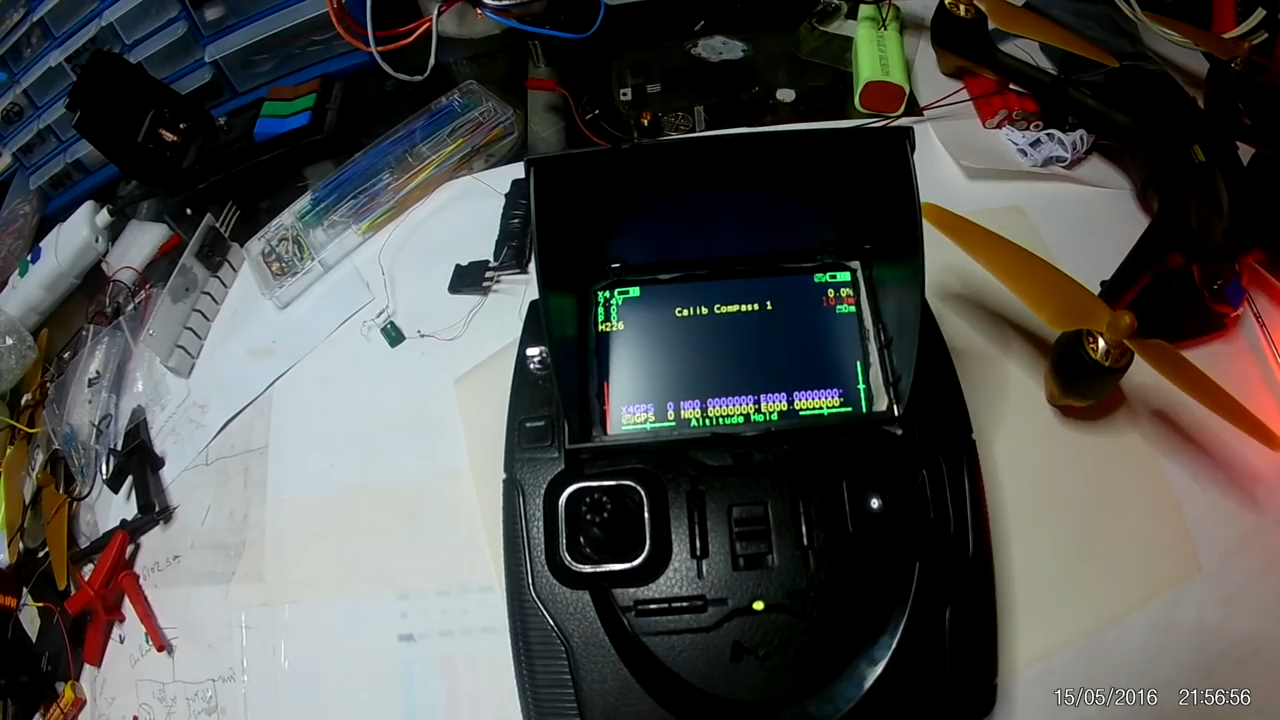 X4
7.4V
R 0
P 0
H226
Calib Compass 1
0.0%
0m
X4GPS 0 N00.0000000°E000.0000000°
GPS 0 N00.0000000°E000.0000000°
Altitude Hold
15/05/2016 21:56:56